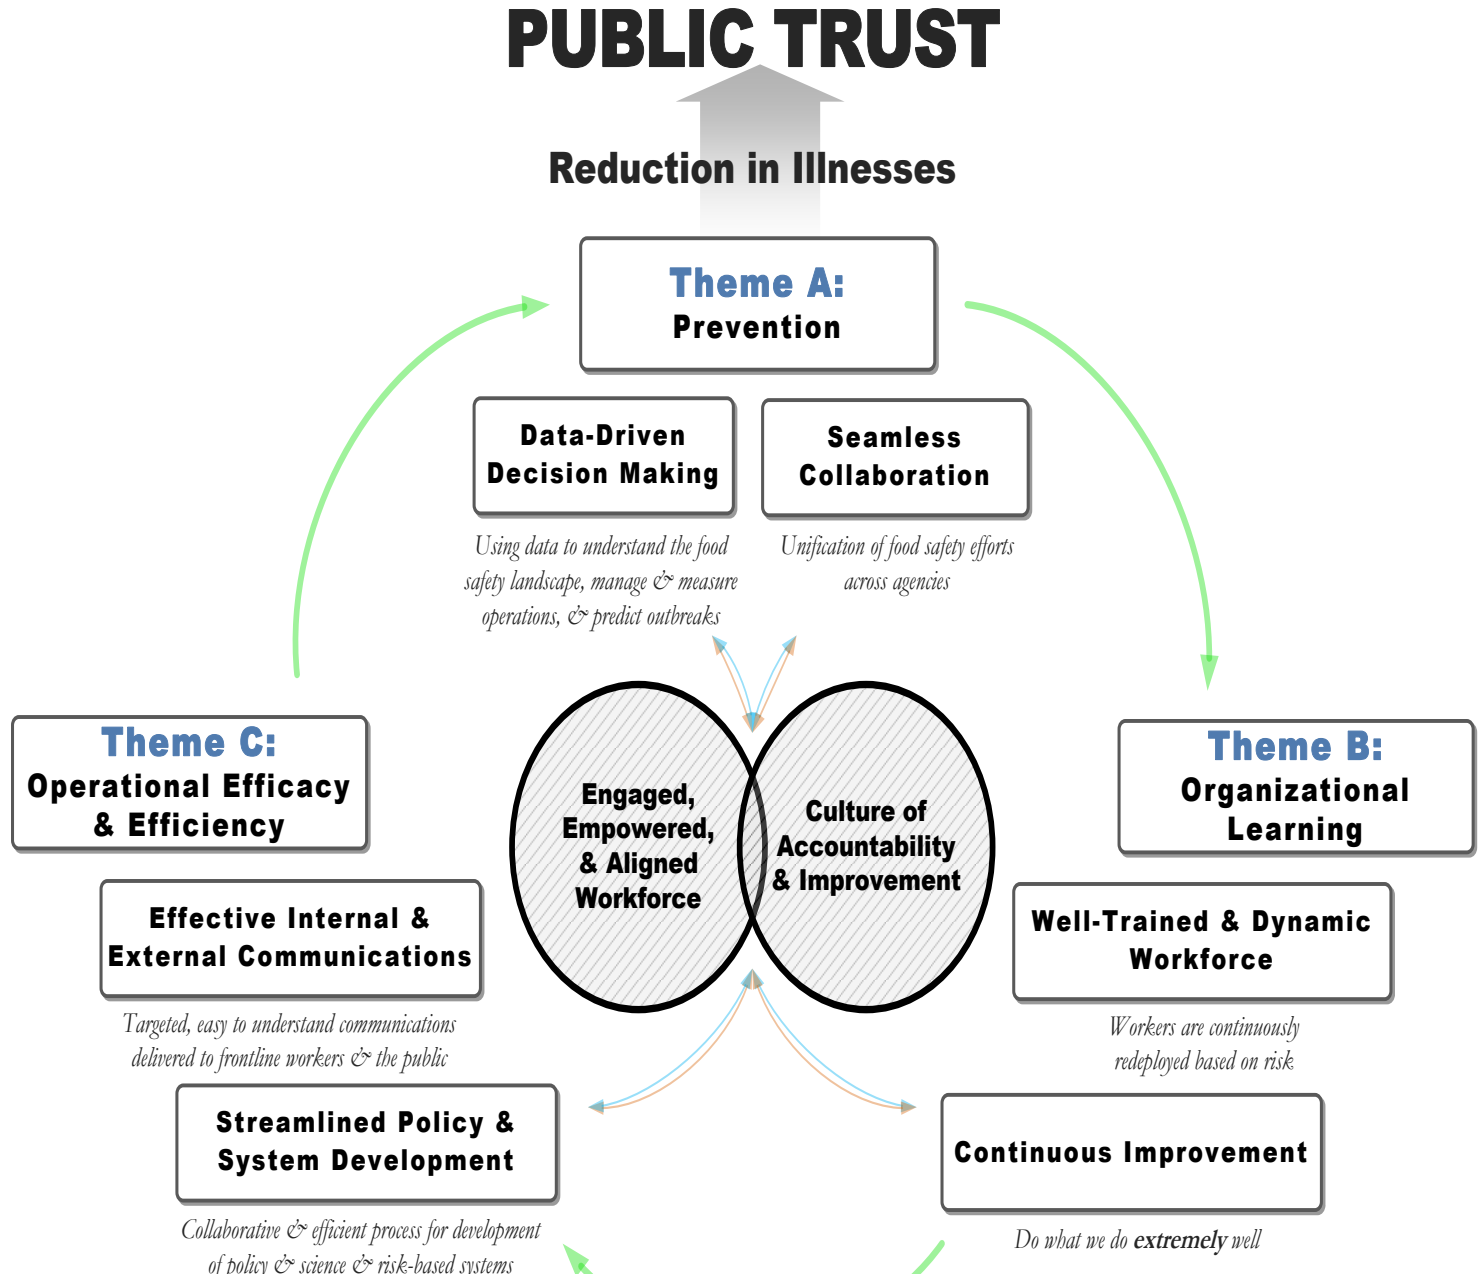 PUBLIC TRUST
Reduction in Illnesses
Theme A:
Prevention
Data-Driven
Decision Making
Using data to understand the food
safety landscape, manage & measure
operations, & predict outbreaks
Seamless
Collaboration
Unification of food safety efforts
across agencies
Theme C:
Operational Efficacy
& Efficiency
Engaged,
Empowered,
& Aligned
Workforce
Culture of
Accountability
& Improvement
Theme B:
Organizational
Learning
Effective Internal &
External Communications
Targeted, easy to understand communications
delivered to frontline workers & the public
Well-Trained & Dynamic
Workforce
Workers are continuously
redeployed based on risk
Streamlined Policy &
System Development
Collaborative & efficient process for development
of policy & science & risk-based systems
Continuous Improvement
Do what we do extremely well